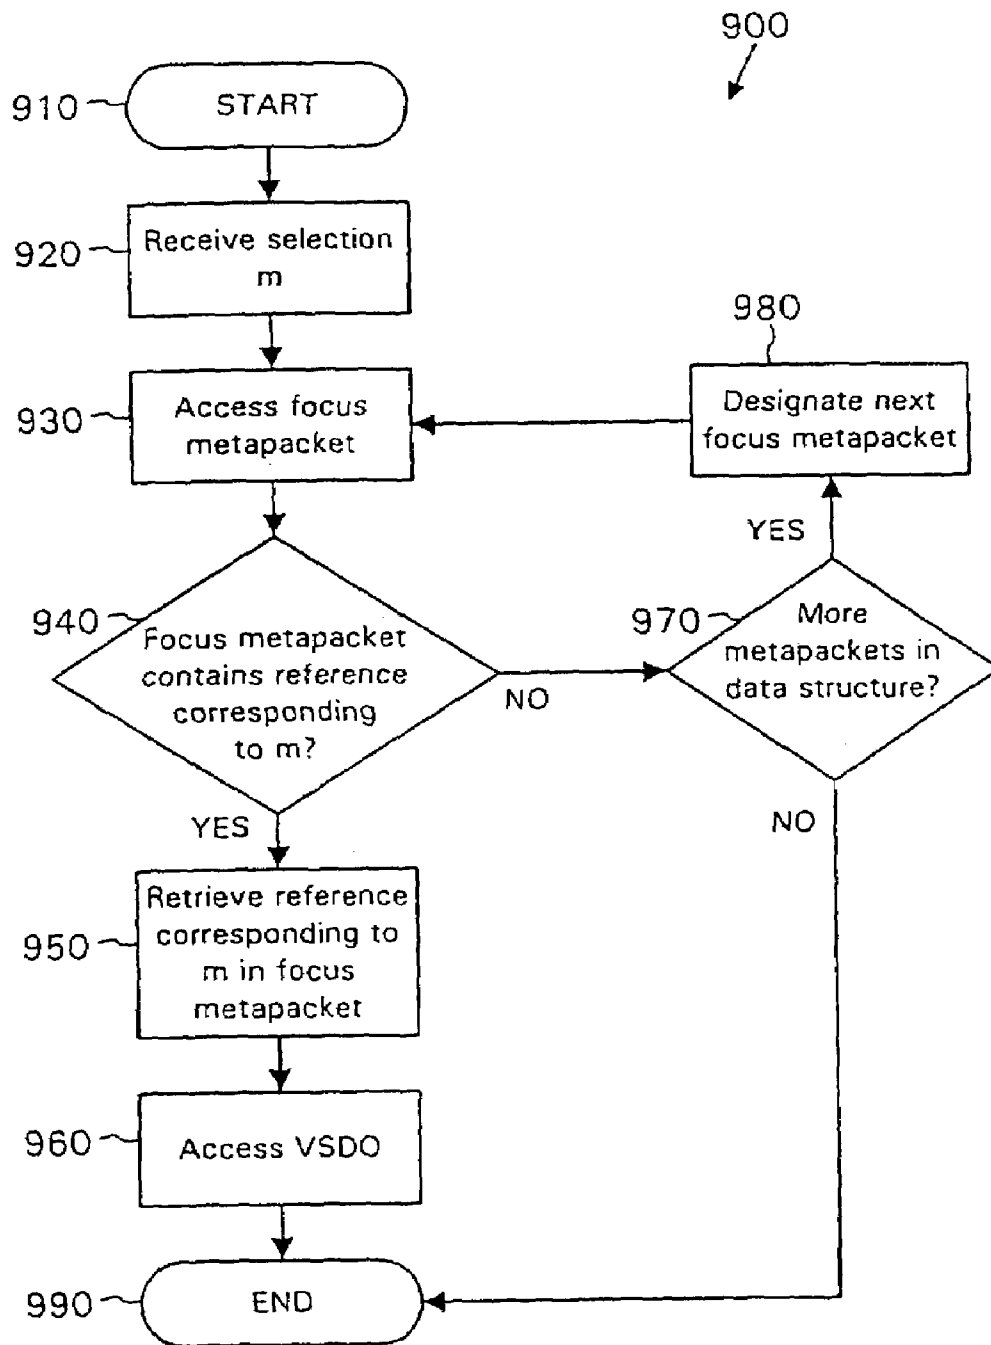 900
910
START
920
Receive selection
m
980
930
Access focus
metapacket
Designate next
focus metapacket
YES
940
Focus metapacket
contains reference
corresponding
to m?
NO
970
More
metapackets in
data structure?
YES
NO
950
Retrieve reference
corresponding to
m in focus
metapacket
960
Access VSDO
990
END